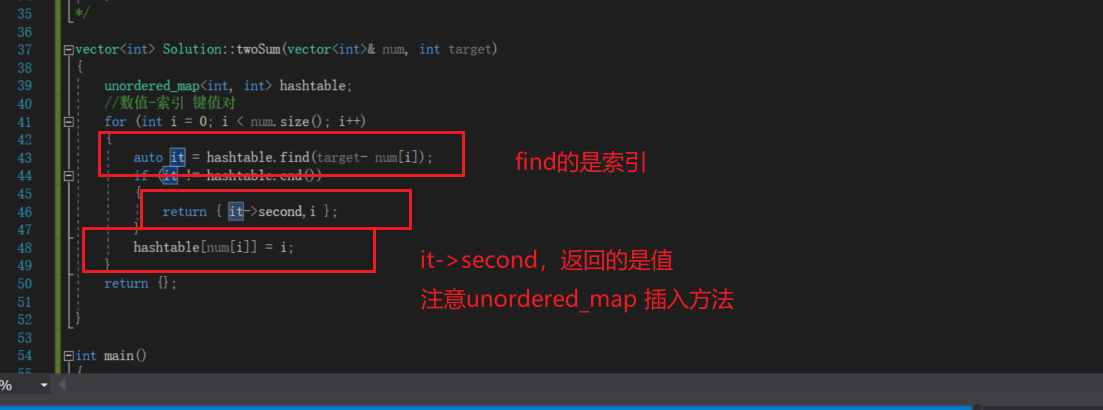 35
*/
36
37 vector<int> Solution::twoSum(vector<int>& num, int target)
38 {
39 unordered_map<int, int> hashtable;
40 //数值-索引 键值对
41 for (int i = 0; i < num.size(); i++)
42 {
43 auto it = hashtable.find(target- num[i]);
find的是索引
44 if (it != hashtable.end())
45 {
46 return { it->second,i };
47 }
48 hashtable[num[i]] = i;
it->second，返回的是值
49 }
50 return {};
注意unordered_map 插入方法
51
52 }
53
54 int main()
55 {
%